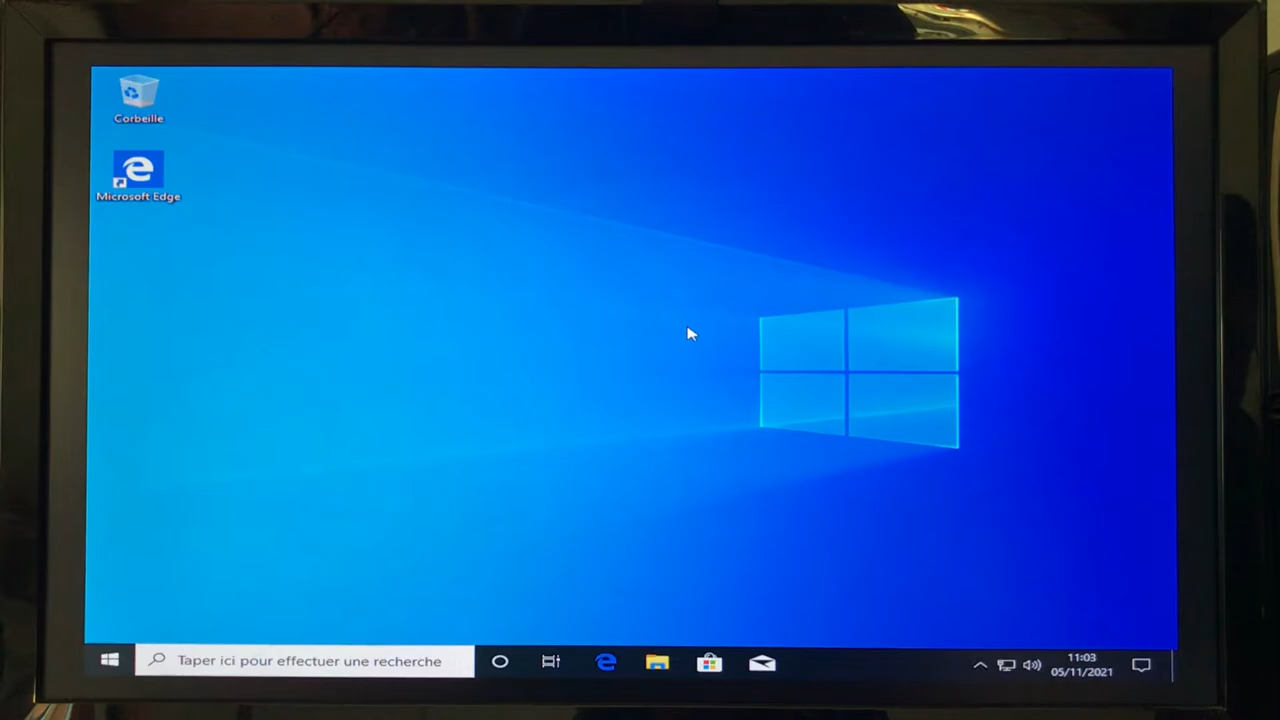 Corbeille
Microsoft Edge
Taper ici pour effectuer une recherche
11:03
05/11/2021